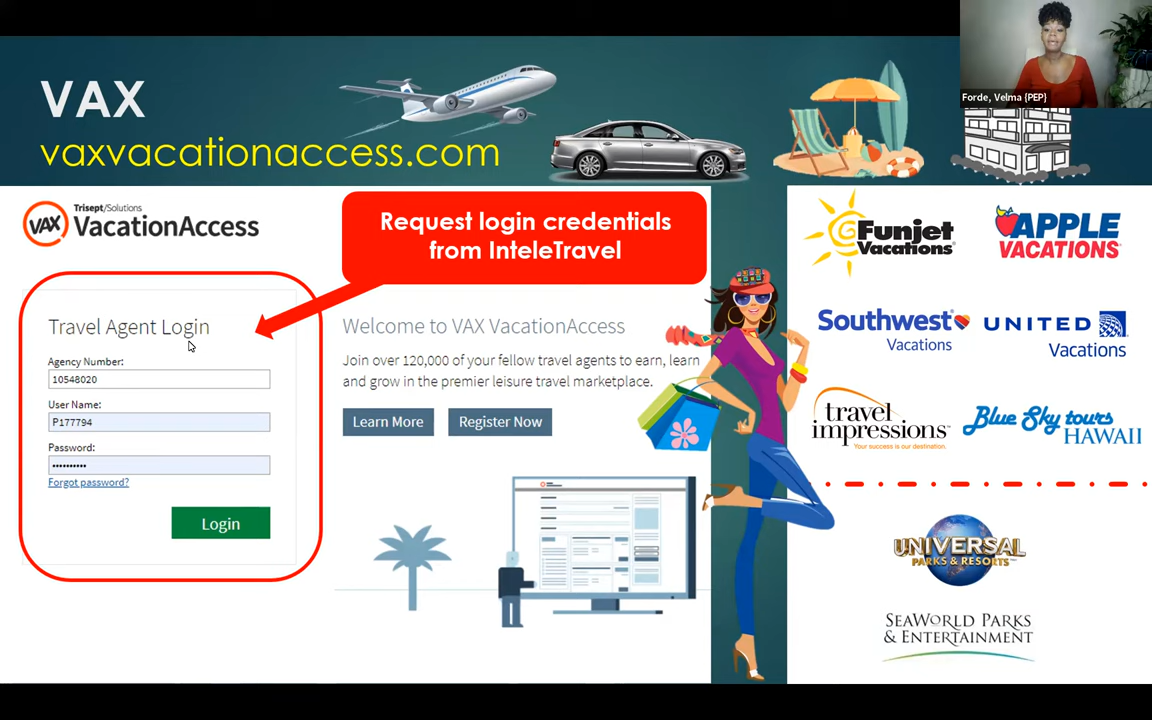 VAX
vaxvacationaccess.com
Forde, Velma {PEP}
VAX
Trisept/Solutions
VacationAccess
Request login credentials
from InteleTravel
Travel Agent Login
Agency Number:
10548020
User Name:
P177794
Password:
••••••••••
Forgot password?
Login
Welcome to VAX VacationAccess
Join over 120,000 of your fellow travel agents to earn, learn
and grow in the premier leisure travel marketplace.
Learn More
Register Now
Funjet
Vacations®
APPLE
VACATIONS®
Southwest
Vacations
UNITED
Vacations
travel
impressions™
Your success is our destination.
Blue Sky tours
HAWAII
UNIVERSAL
PARKS & RESORTS™
SEAWORLD PARKS
& ENTERTAINMENT